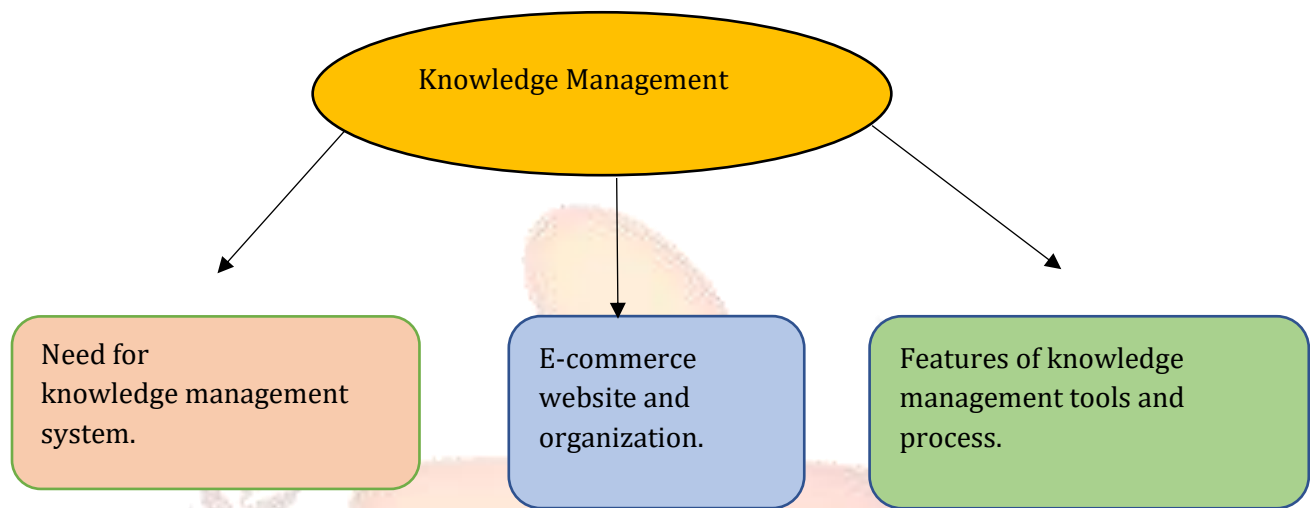 Knowledge Management
Need for
knowledge management
system.
E-commerce
website and
organization.
Features of knowledge
management tools and
process.